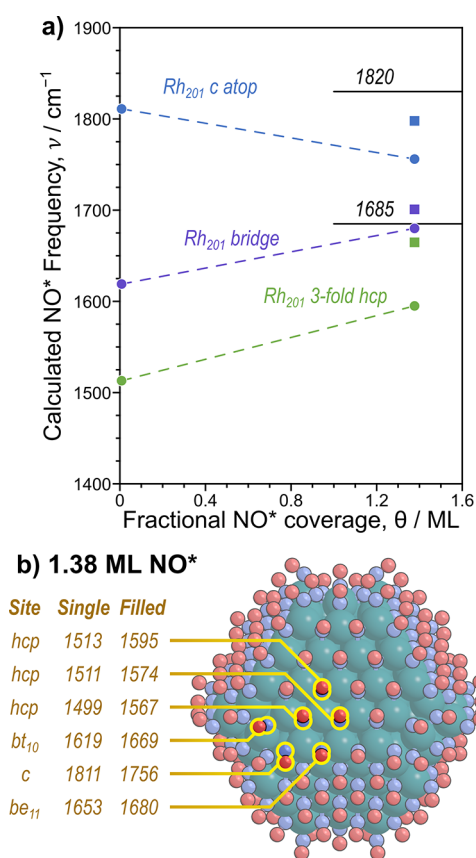 a)
1900
1800
1700
1600
1500
1400
Calculated NO* Frequency, ν / cm⁻¹
1820
1685
Rh₂₀₁ c atop
Rh₂₀₁ bridge
Rh₂₀₁ 3-fold hcp
0 0.4 0.8 1.2 1.6
Fractional NO* coverage, θ / ML
b) 1.38 ML NO*
Site Single Filled
hcp 1513 1595
hcp 1511 1574
hcp 1499 1567
bt₁₀ 1619 1669
c 1811 1756
be₁₁ 1653 1680